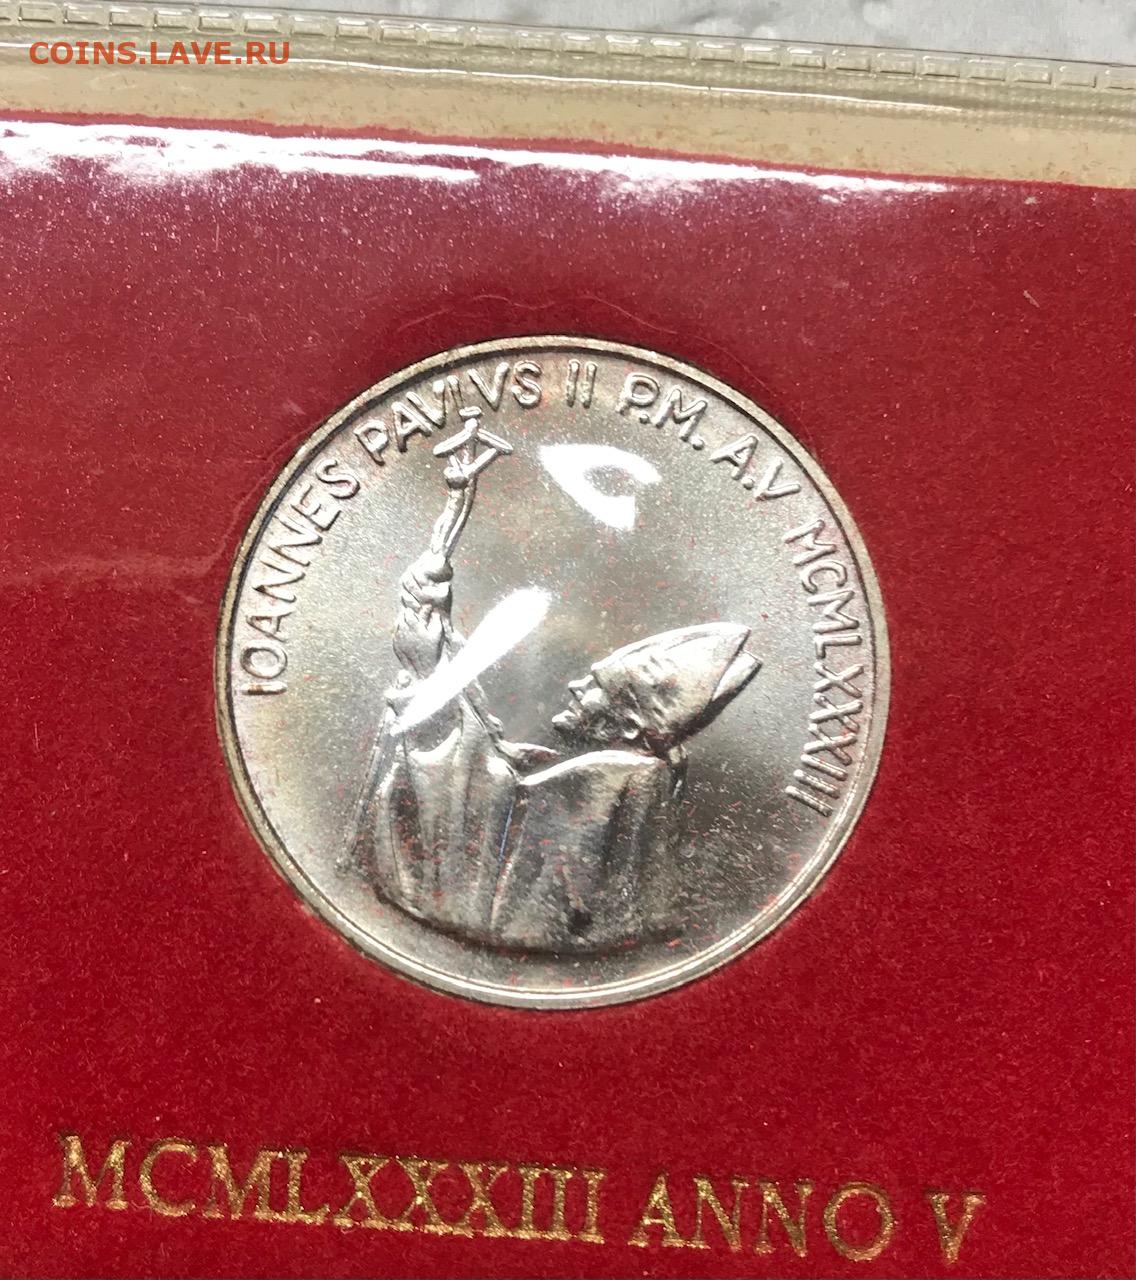 COINS.LAVE.RU
IOANNES PAVLVS II P.M. A.V MCMLXXXIII
MCMLXXXIII ANNO V